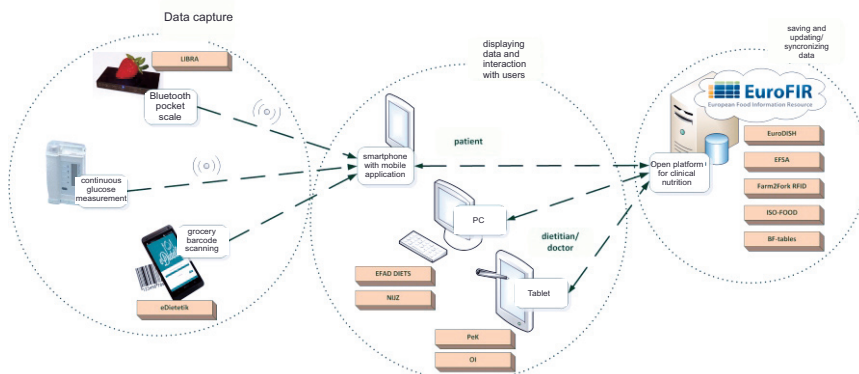 Data capture
LIBRA
Bluetooth
pocket
scale
continuous
glucose
measurement
grocery
barcode
scanning
eDietetik
displaying
data and interaction
with users
smartphone
with mobile
application
patient
PC
dietitian/
doctor
EFAD DIETS
NUZ
Tablet
PeK
OI
saving and
updating/
syncronizing
data
EuroFIR
European Food Information Resource
Open platform
for clinical
nutrition
EuroDISH
EFSA
Farm2Fork RFID
ISO-FOOD
BF-tables